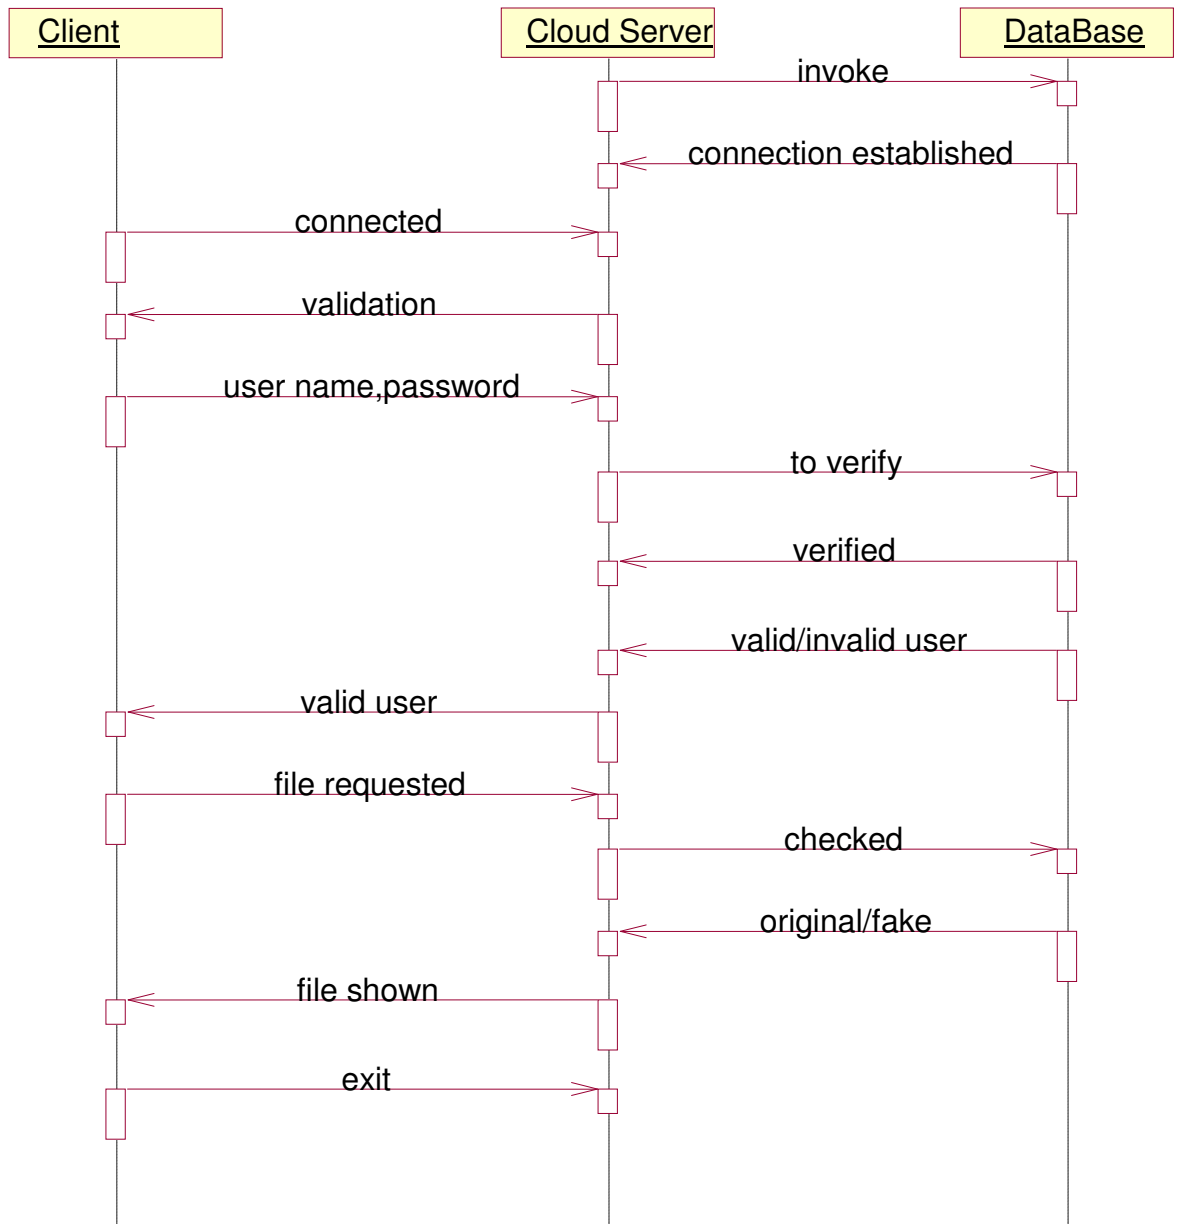 Client
Cloud Server
DataBase
invoke
connection established
connected
validation
user name,password
to verify
verified
valid/invalid user
valid user
file requested
checked
original/fake
file shown
exit